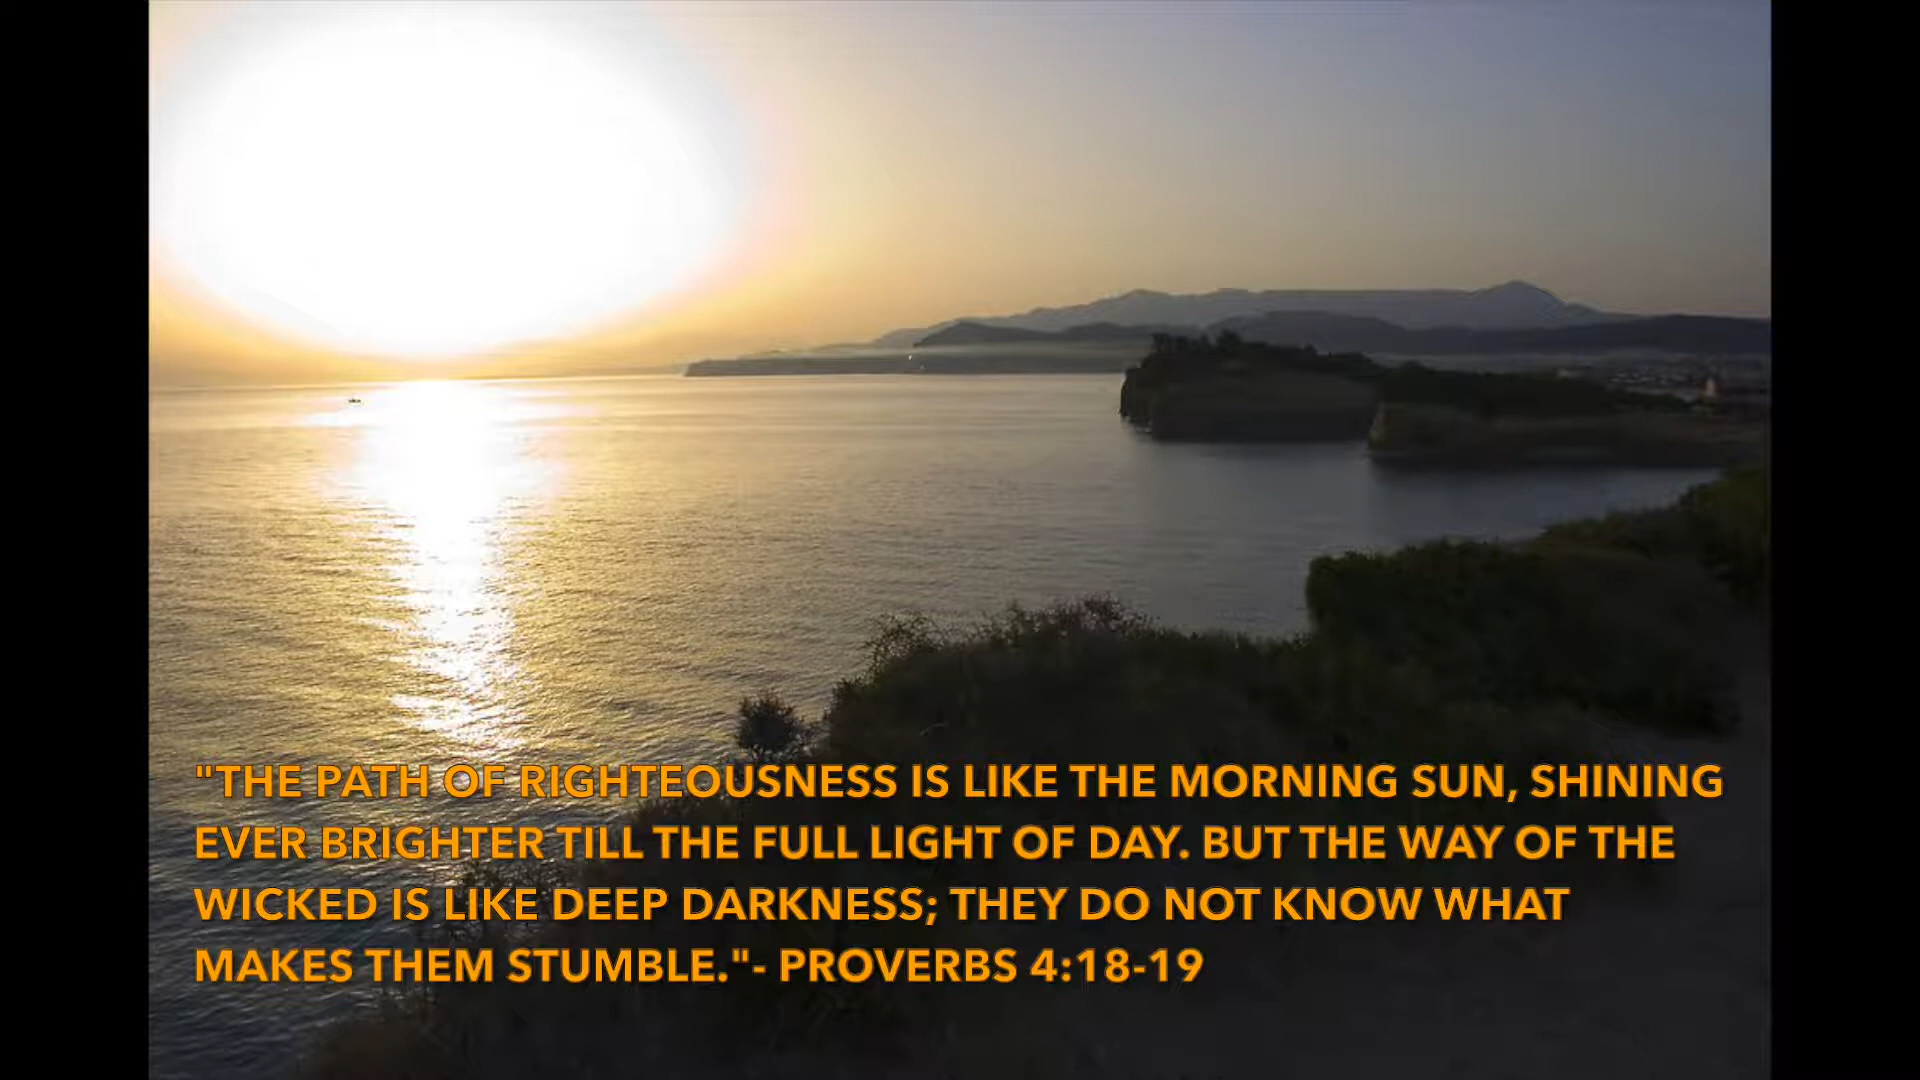 "THE PATH OF RIGHTEOUSNESS IS LIKE THE MORNING SUN, SHINING
EVER BRIGHTER TILL THE FULL LIGHT OF DAY. BUT THE WAY OF THE
WICKED IS LIKE DEEP DARKNESS; THEY DO NOT KNOW WHAT
MAKES THEM STUMBLE."- PROVERBS 4:18-19